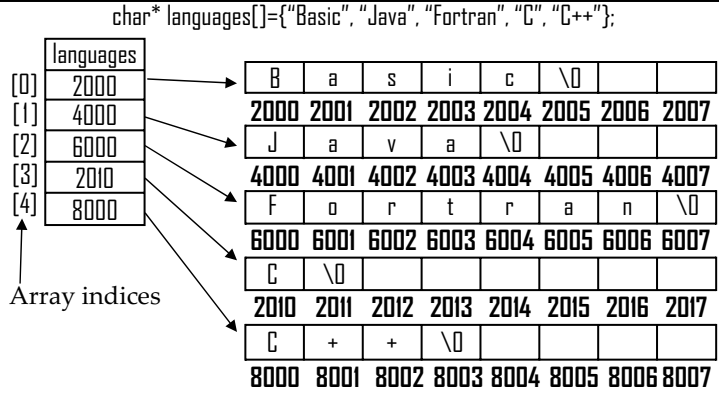 char* languages[]={“Basic”, “Java”, “Fortran”, “C”, “C++”};
languages
[0] 2000 B a s i c \0
2000 2001 2002 2003 2004 2005 2006 2007
[1] 4000 J a v a \0
4000 4001 4002 4003 4004 4005 4006 4007
[2] 6000 F o r t r a n \0
6000 6001 6002 6003 6004 6005 6006 6007
[3] 2010 C \0
2010 2011 2012 2013 2014 2015 2016 2017
[4] 8000 C + + \0
8000 8001 8002 8003 8004 8005 8006 8007
Array indices